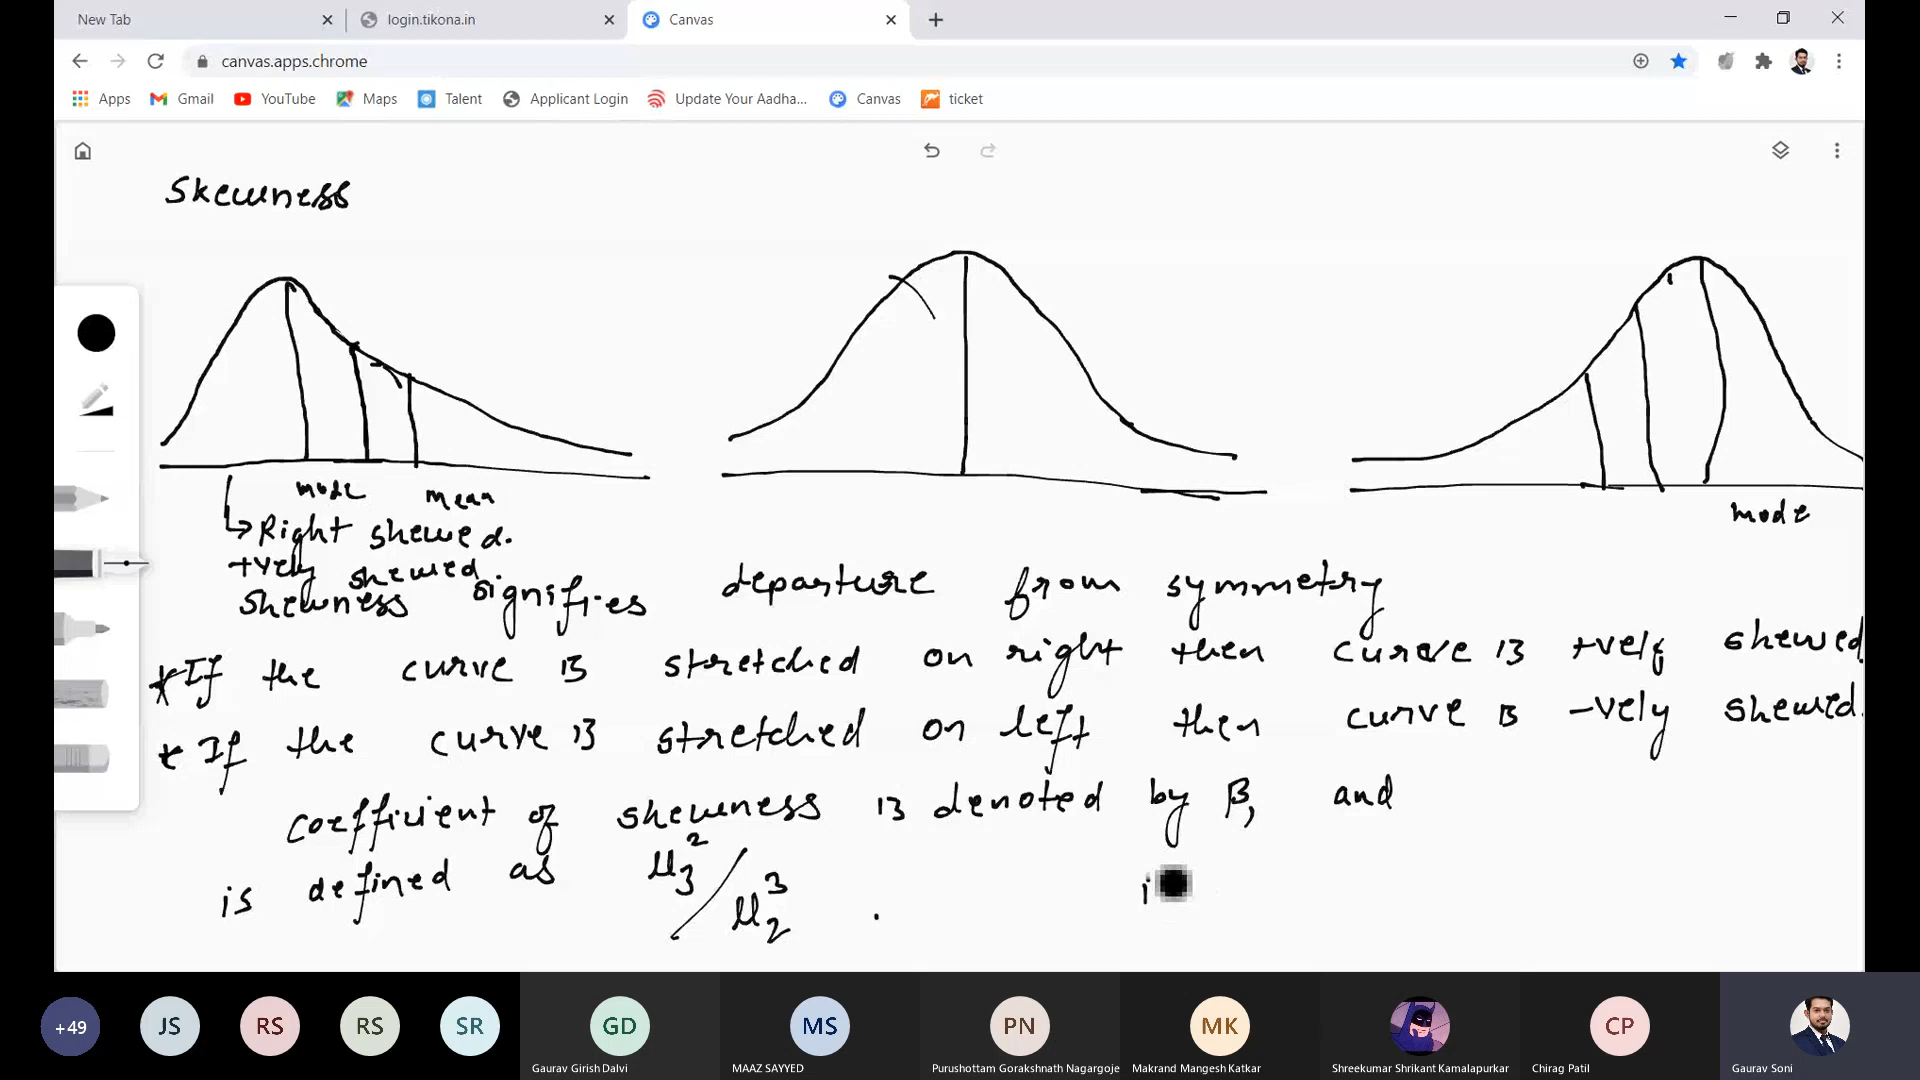 New Tab
login.tikona.in
Canvas
canvas.apps.chrome
Apps Gmail YouTube Maps Talent Applicant Login Update Your Aadha... Canvas ticket
Skewness
mode mean
mode
Right skewed.
+vely skewed
skewness signifies departure from symmetry
*If the curve is stretched on right then curve is +vely skewed
* If the curve is stretched on left then curve is -vely skewed.
coefficient of skewness is denoted by β1 and
is defined as μ3²/μ2³ . i
+49 JS RS RS SR GD MS PN MK CP
Gaurav Girish Dalvi MAAZ SAYYED Purushottam Gorakshnath Nagargoje Makrand Mangesh Katkar Shreekumar Shrikant Kamalapurkar Chirag Patil Gaurav Soni